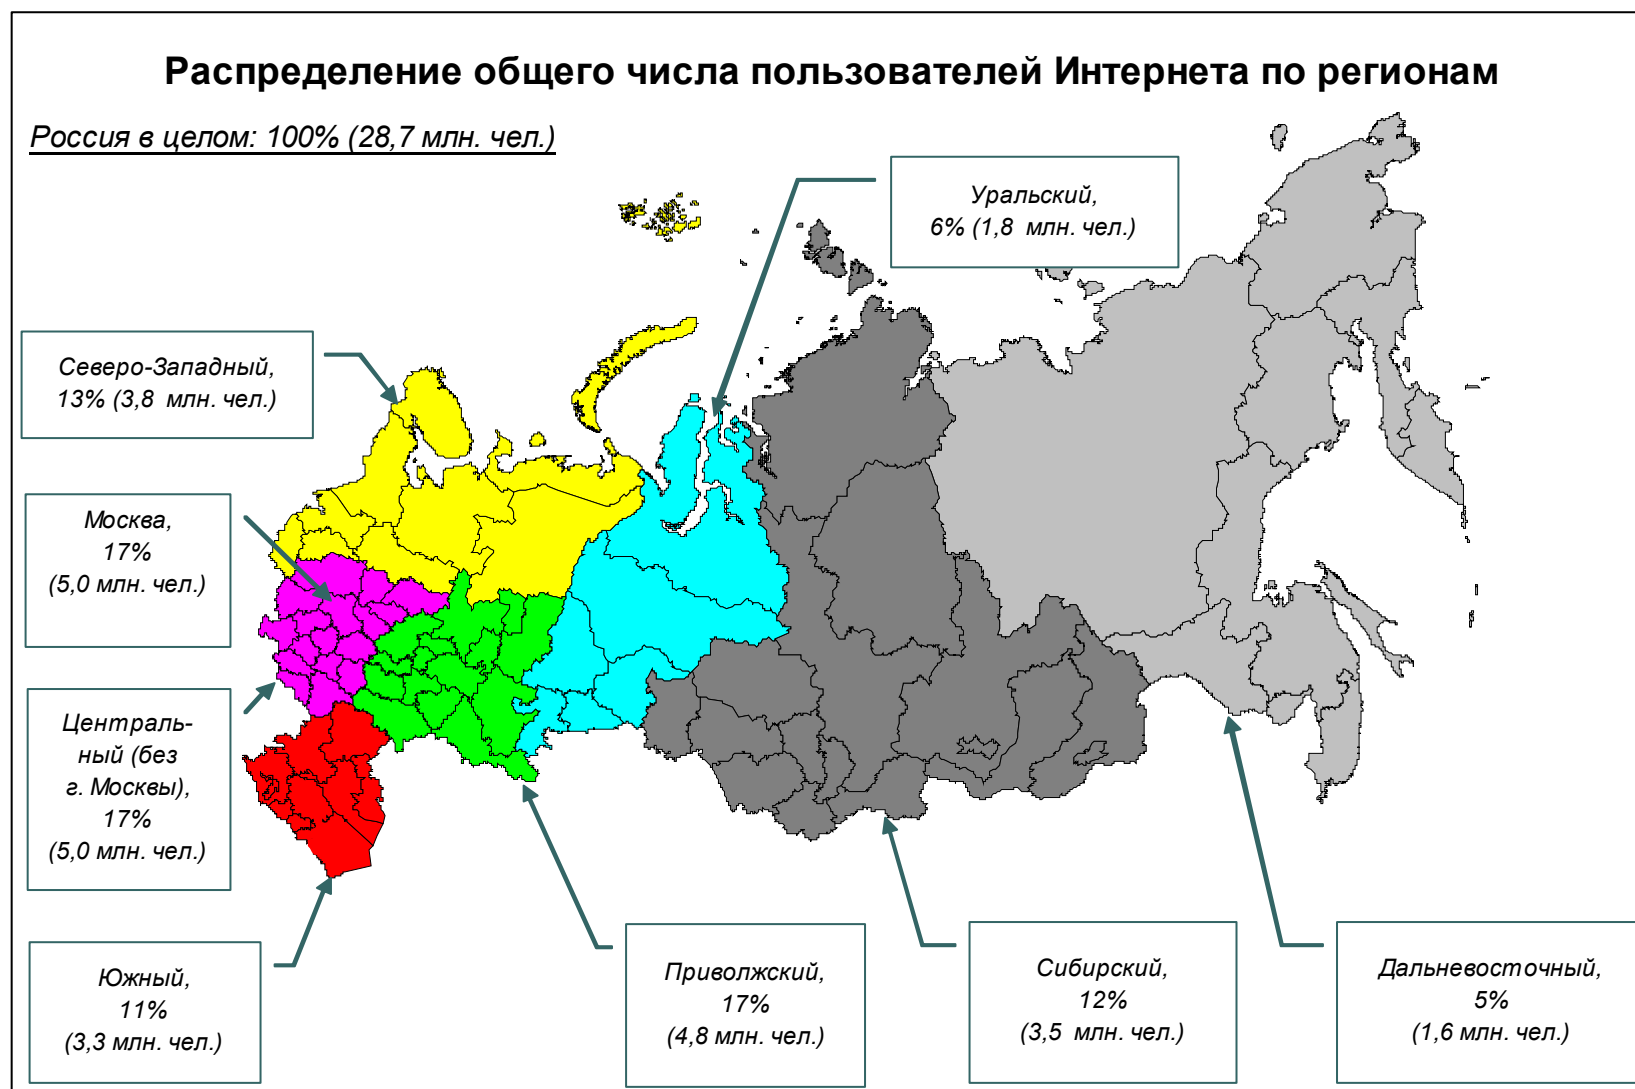 Распределение общего числа пользователей Интернета по регионам
Россия в целом: 100% (28,7 млн. чел.)
Уральский,
6% (1,8 млн. чел.)
Северо-Западный,
13% (3,8 млн. чел.)
Москва,
17%
(5,0 млн. чел.)
Централь-
ный (без
г. Москвы),
17%
(5,0 млн. чел.)
Южный,
11%
(3,3 млн. чел.)
Приволжский,
17%
(4,8 млн. чел.)
Сибирский,
12%
(3,5 млн. чел.)
Дальневосточный,
5%
(1,6 млн. чел.)